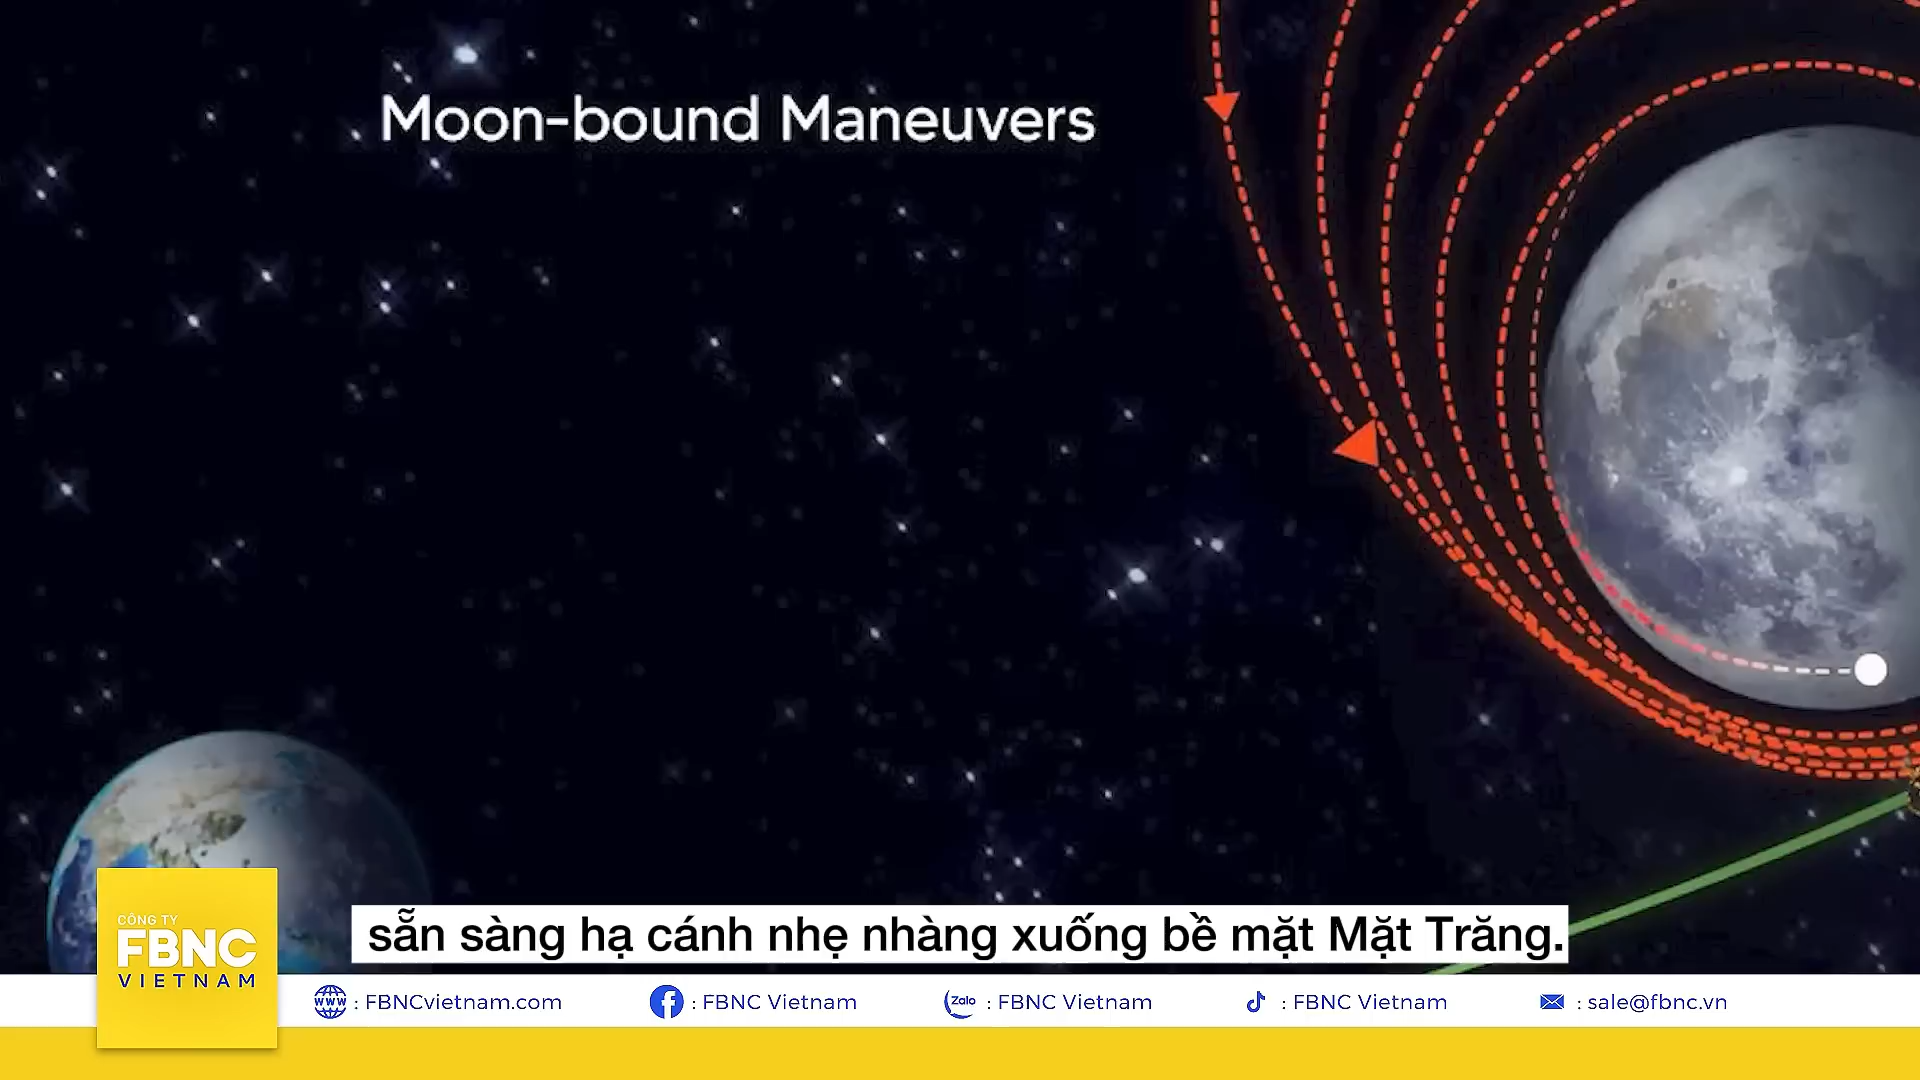 Moon-bound Maneuvers
sẵn sàng hạ cánh nhẹ nhàng xuống bề mặt Mặt Trăng.
CÔNG TY
FBNC
VIETNAM
www : FBNCvietnam.com
: FBNC Vietnam
Zalo : FBNC Vietnam
: FBNC Vietnam
: sale@fbnc.vn